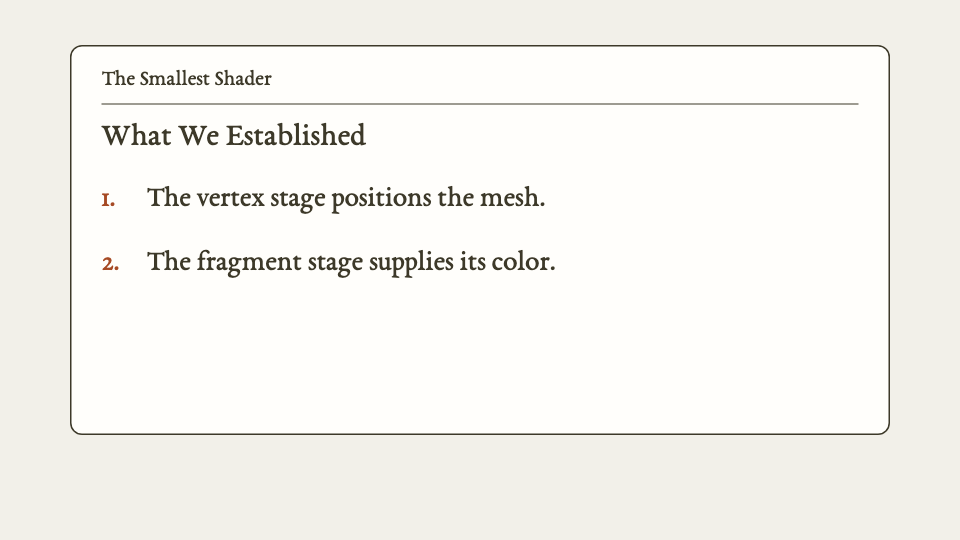 The Smallest Shader
What We Established
1. The vertex stage positions the mesh.
2. The fragment stage supplies its color.